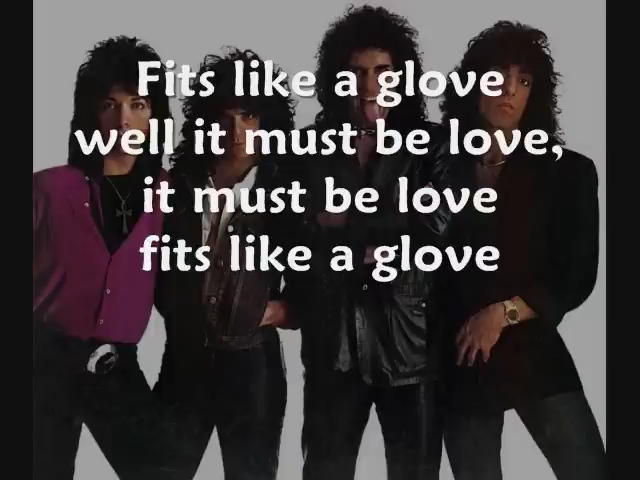 Fits like a glove
well it must be love,
it must be love
fits like a glove